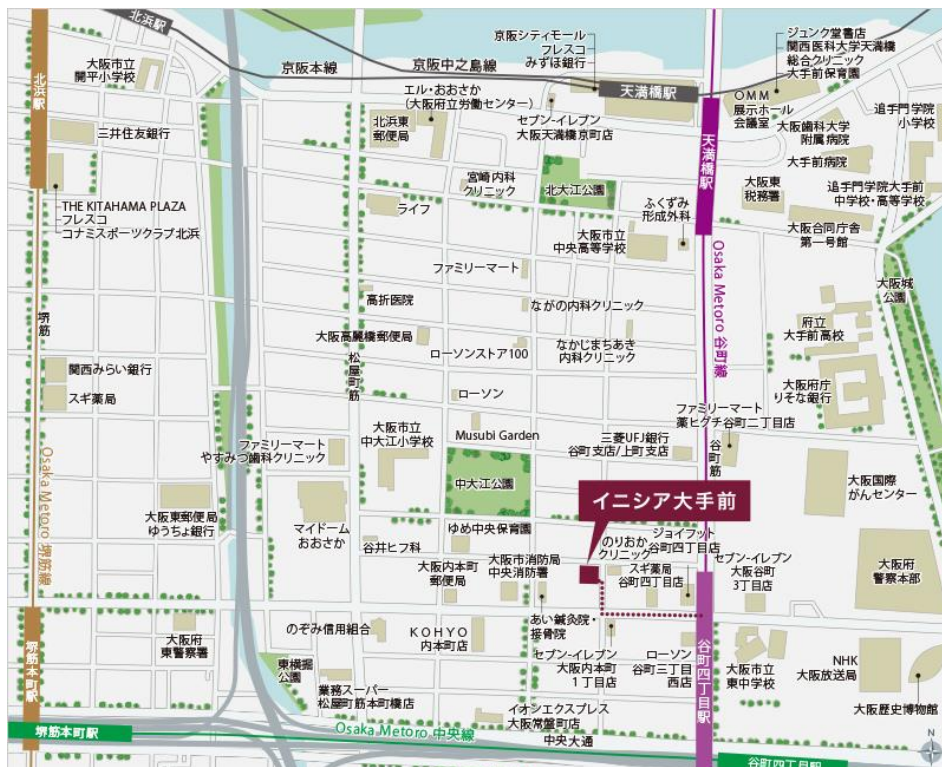 北浜駅
北浜駅
大阪市立
開平小学校
三井住友銀行
THE KITAHAMA PLAZA
フレスコ
コナミスポーツクラブ北浜
京阪本線
京阪中之島線
京阪シティモール
フレスコ
みずほ銀行
天満橋駅
ジュンク堂書店
関西医科大学天満橋
総合クリニック
大手前保育園
エル・おおさか
(大阪府立労働センター)
北浜東
郵便局
セブン-イレブン
大阪天満橋京町店
OMM
展示ホール
会議室
追手門学院
小学校
大阪歯科大学
附属病院
大手前病院
天満橋駅
宮崎内科
クリニック
北大江公園
ライフ
ふくずみ
形成外科
大阪東
税務署
追手門学院大手前
中学校・高等学校
大阪市立
中央高等学校
大阪合同庁舎
第一号館
ファミリーマート
Osaka Metoro 谷町線
大阪城
公園
高折医院
ながの内科クリニック
堺筋
大阪高麗橋郵便局
松屋町筋
ローソンストア100
なかじまちあき
内科クリニック
府立
大手前高校
関西みらい銀行
スギ薬局
ローソン
大阪府庁
りそな銀行
ファミリーマート
薬ヒグチ谷町二丁目店
大阪市立
中大江小学校
Musubi Garden
三菱UFJ銀行
谷町支店/上町支店
谷町筋
ファミリーマート
やすみつ歯科クリニック
Osaka Metoro 堺筋線
中大江公園
大阪国際
がんセンター
イニシア大手前
大阪東郵便局
ゆうちょ銀行
マイドーム
おおさか
谷井ヒフ科
ゆめ中央保育園
のりおか
クリニック
ジョイフット
谷町四丁目店
大阪内本町
郵便局
大阪市消防局
中央消防署
スギ薬局
谷町四丁目店
セブン-イレブン
大阪谷町
3丁目店
大阪府
警察本部
大阪府
東警察署
のぞみ信用組合
KOHYO
内本町店
あい鍼灸院・
接骨院
堺筋本町駅
東横堀
公園
セブン-イレブン
大阪内本町
1丁目店
ローソン
谷町三丁目
西店
谷町四丁目駅
大阪市立
東中学校
NHK
大阪放送局
業務スーパー
松屋町筋本町橋店
イオンエクスプレス
大阪常盤町店
大阪歴史博物館
堺筋本町駅
Osaka Metoro 中央線
中央大通
谷町四丁目駅
N